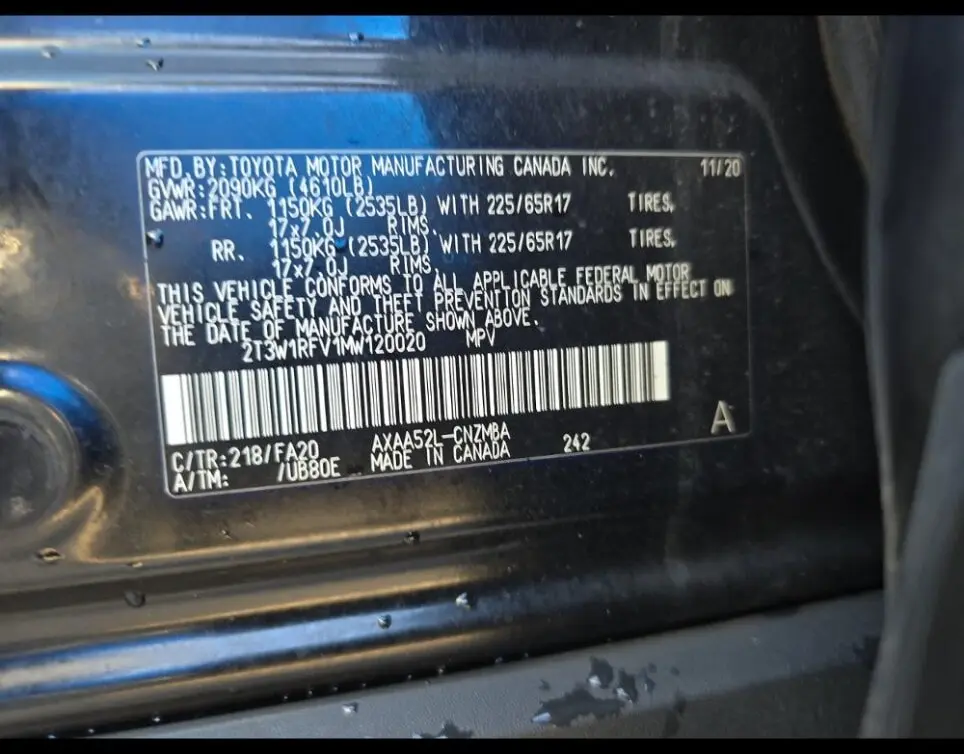 MFD.BY:TOYOTA MOTOR MANUFACTURING CANADA INC. 11/20
GVWR:2090KG (4610LB)
GAWR:FRT. 1150KG (2535LB) WITH 225/65R17 TIRES,
17x7.0J RIMS.
RR. 1150KG (2535LB) WITH 225/65R17 TIRES,
17x7.0J RIMS.
THIS VEHICLE CONFORMS TO ALL APPLICABLE FEDERAL MOTOR
VEHICLE SAFETY AND THEFT PREVENTION STANDARDS IN EFFECT ON
THE DATE OF MANUFACTURE SHOWN ABOVE.
2T3W1RFV1MW120020 MPV
C/TR:218/FA20 AXAA52L-CNZMBA 242 A
A/TM: /UB80E MADE IN CANADA